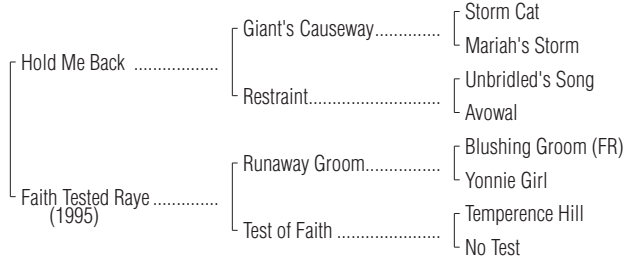 Storm Cat
Giant's Causeway..............
Mariah's Storm
Hold Me Back ..................
Unbridled's Song
Restraint............................
Avowal
Blushing Groom (FR)
Runaway Groom................
Yonnie Girl
Faith Tested Raye ..............
(1995)
Temperence Hill
Test of Faith ......................
No Test